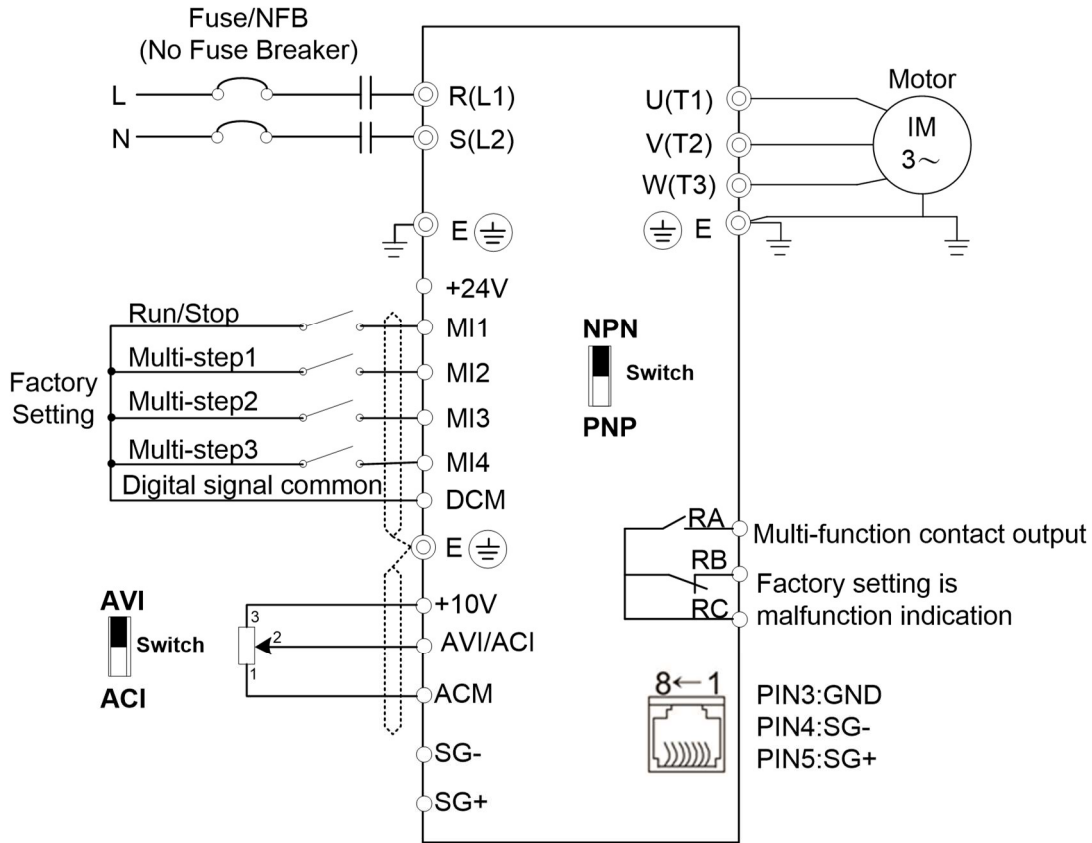 Fuse/NFB
(No Fuse Breaker)
L
R(L1)
N
S(L2)
E
+24V
Run/Stop
MI1
Multi-step1
MI2
Factory
Setting
Multi-step2
MI3
Multi-step3
MI4
Digital signal common
DCM
E
AVI
Switch
ACI
3
2
1
+10V
AVI/ACI
ACM
SG-
SG+
U(T1)
V(T2)
W(T3)
E
Motor
IM
3~
NPN
Switch
PNP
RA
Multi-function contact output
RB
RC
Factory setting is
malfunction indication
8←1
PIN3:GND
PIN4:SG-
PIN5:SG+